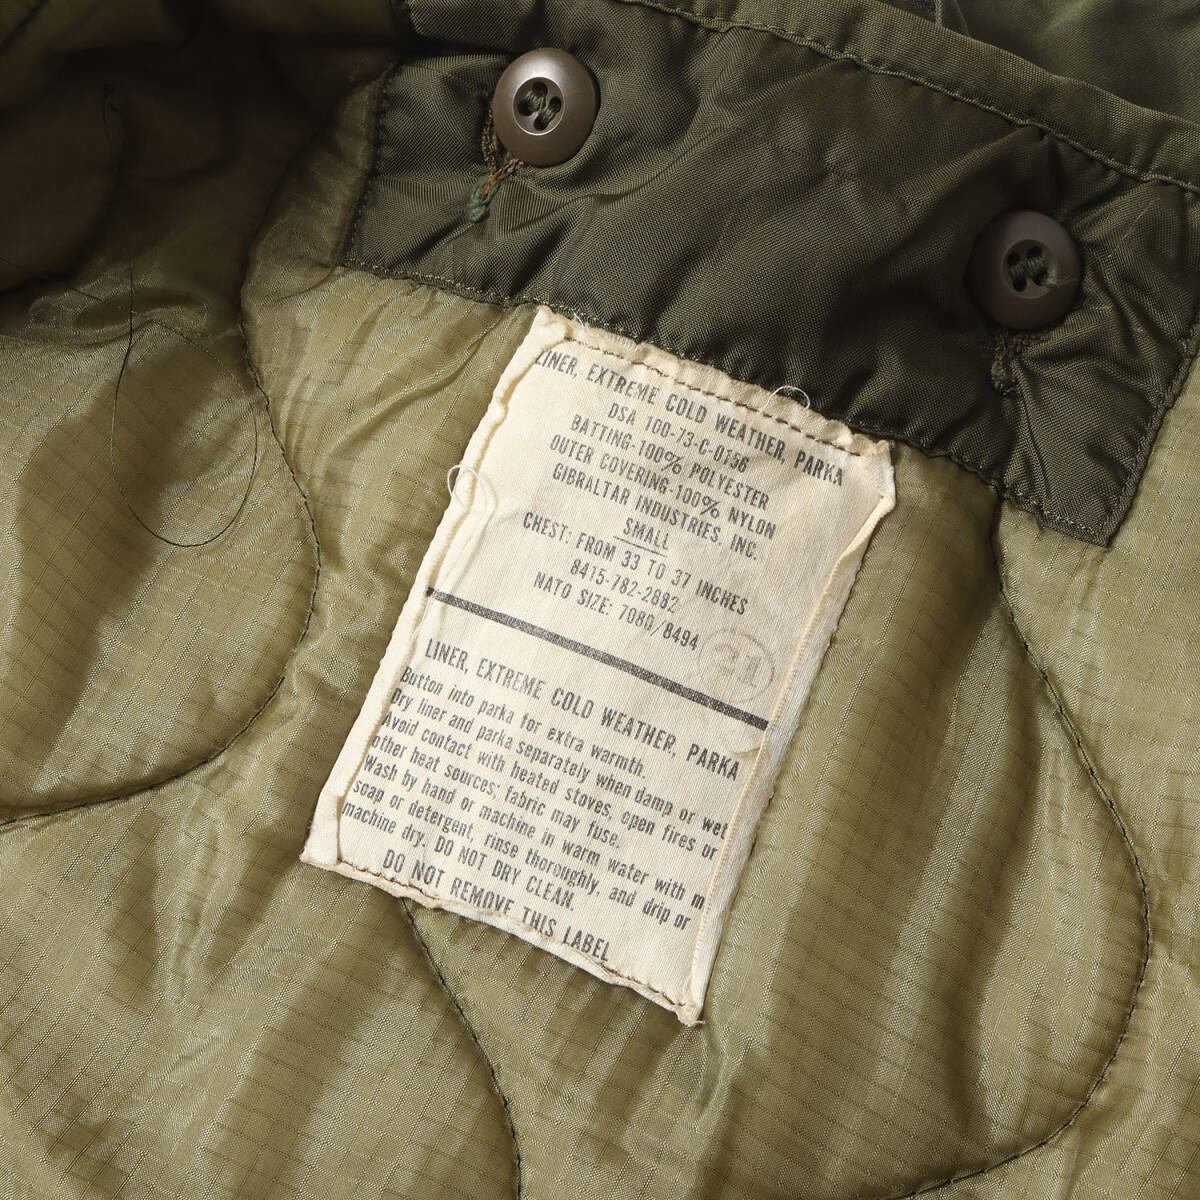 LINER, EXTREME COLD WEATHER, PARKA
DSA 100-73-C-0156
BATTING-100% POLYESTER
OUTER COVERING-100% NYLON
GIBRALTAR INDUSTRIES, INC.
SMALL
CHEST: FROM 33 TO 37 INCHES
8415-782-2882
NATO SIZE: 7080/8494
LINER, EXTREME COLD WEATHER, PARKA
Button into parka for extra warmth.
Dry liner and parka separately when damp or wet
Avoid contact with heated stoves, open fires or
other heat sources; fabric may fuse.
Wash by hand or machine in warm water with m
soap or detergent, rinse thoroughly, and drip or
machine dry. DO NOT DRY CLEAN.
DO NOT REMOVE THIS LABEL